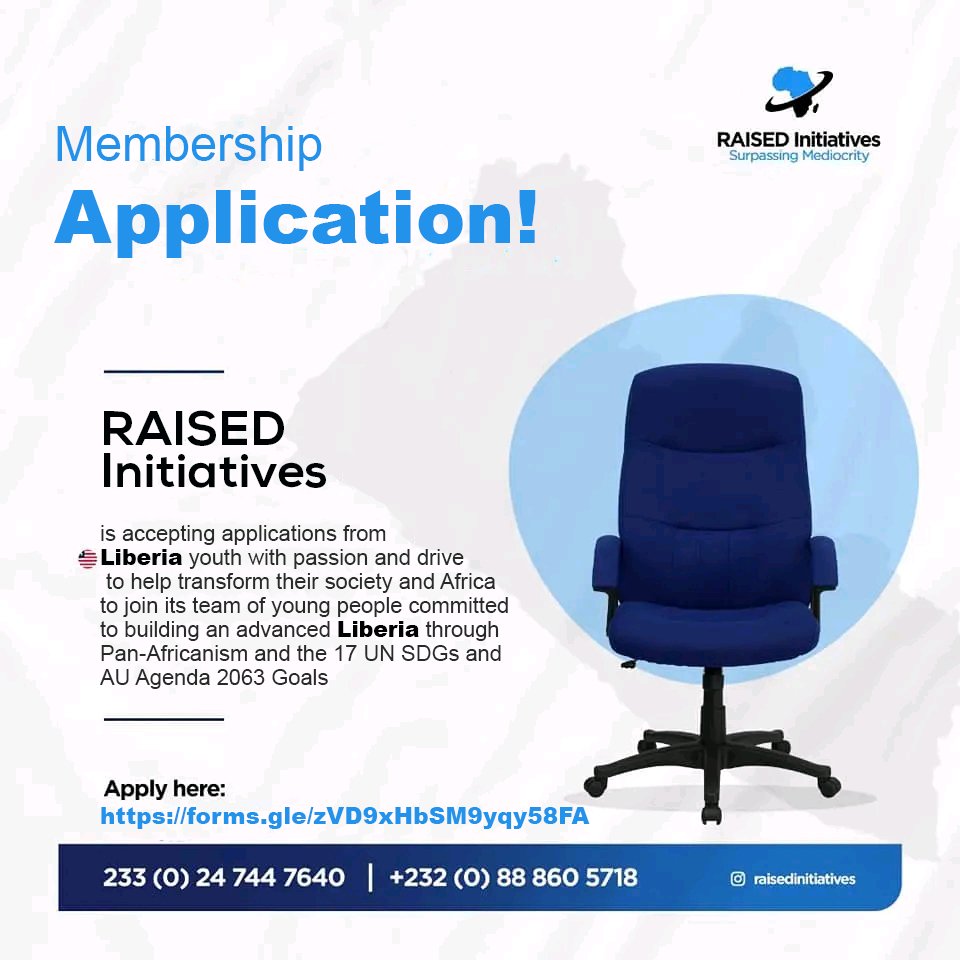 RAISED Initiatives
Surpassing Mediocrity
Membership
Application!
RAISED
Initiatives
is accepting applications from
Liberia youth with passion and drive
to help transform their society and Africa
to join its team of young people committed
to building an advanced Liberia through
Pan-Africanism and the 17 UN SDGs and
AU Agenda 2063 Goals
Apply here:
https://forms.gle/zVD9xHbSM9yqy58FA
233 (0) 24 744 7640 | +232 (0) 88 860 5718
raisedinitiatives